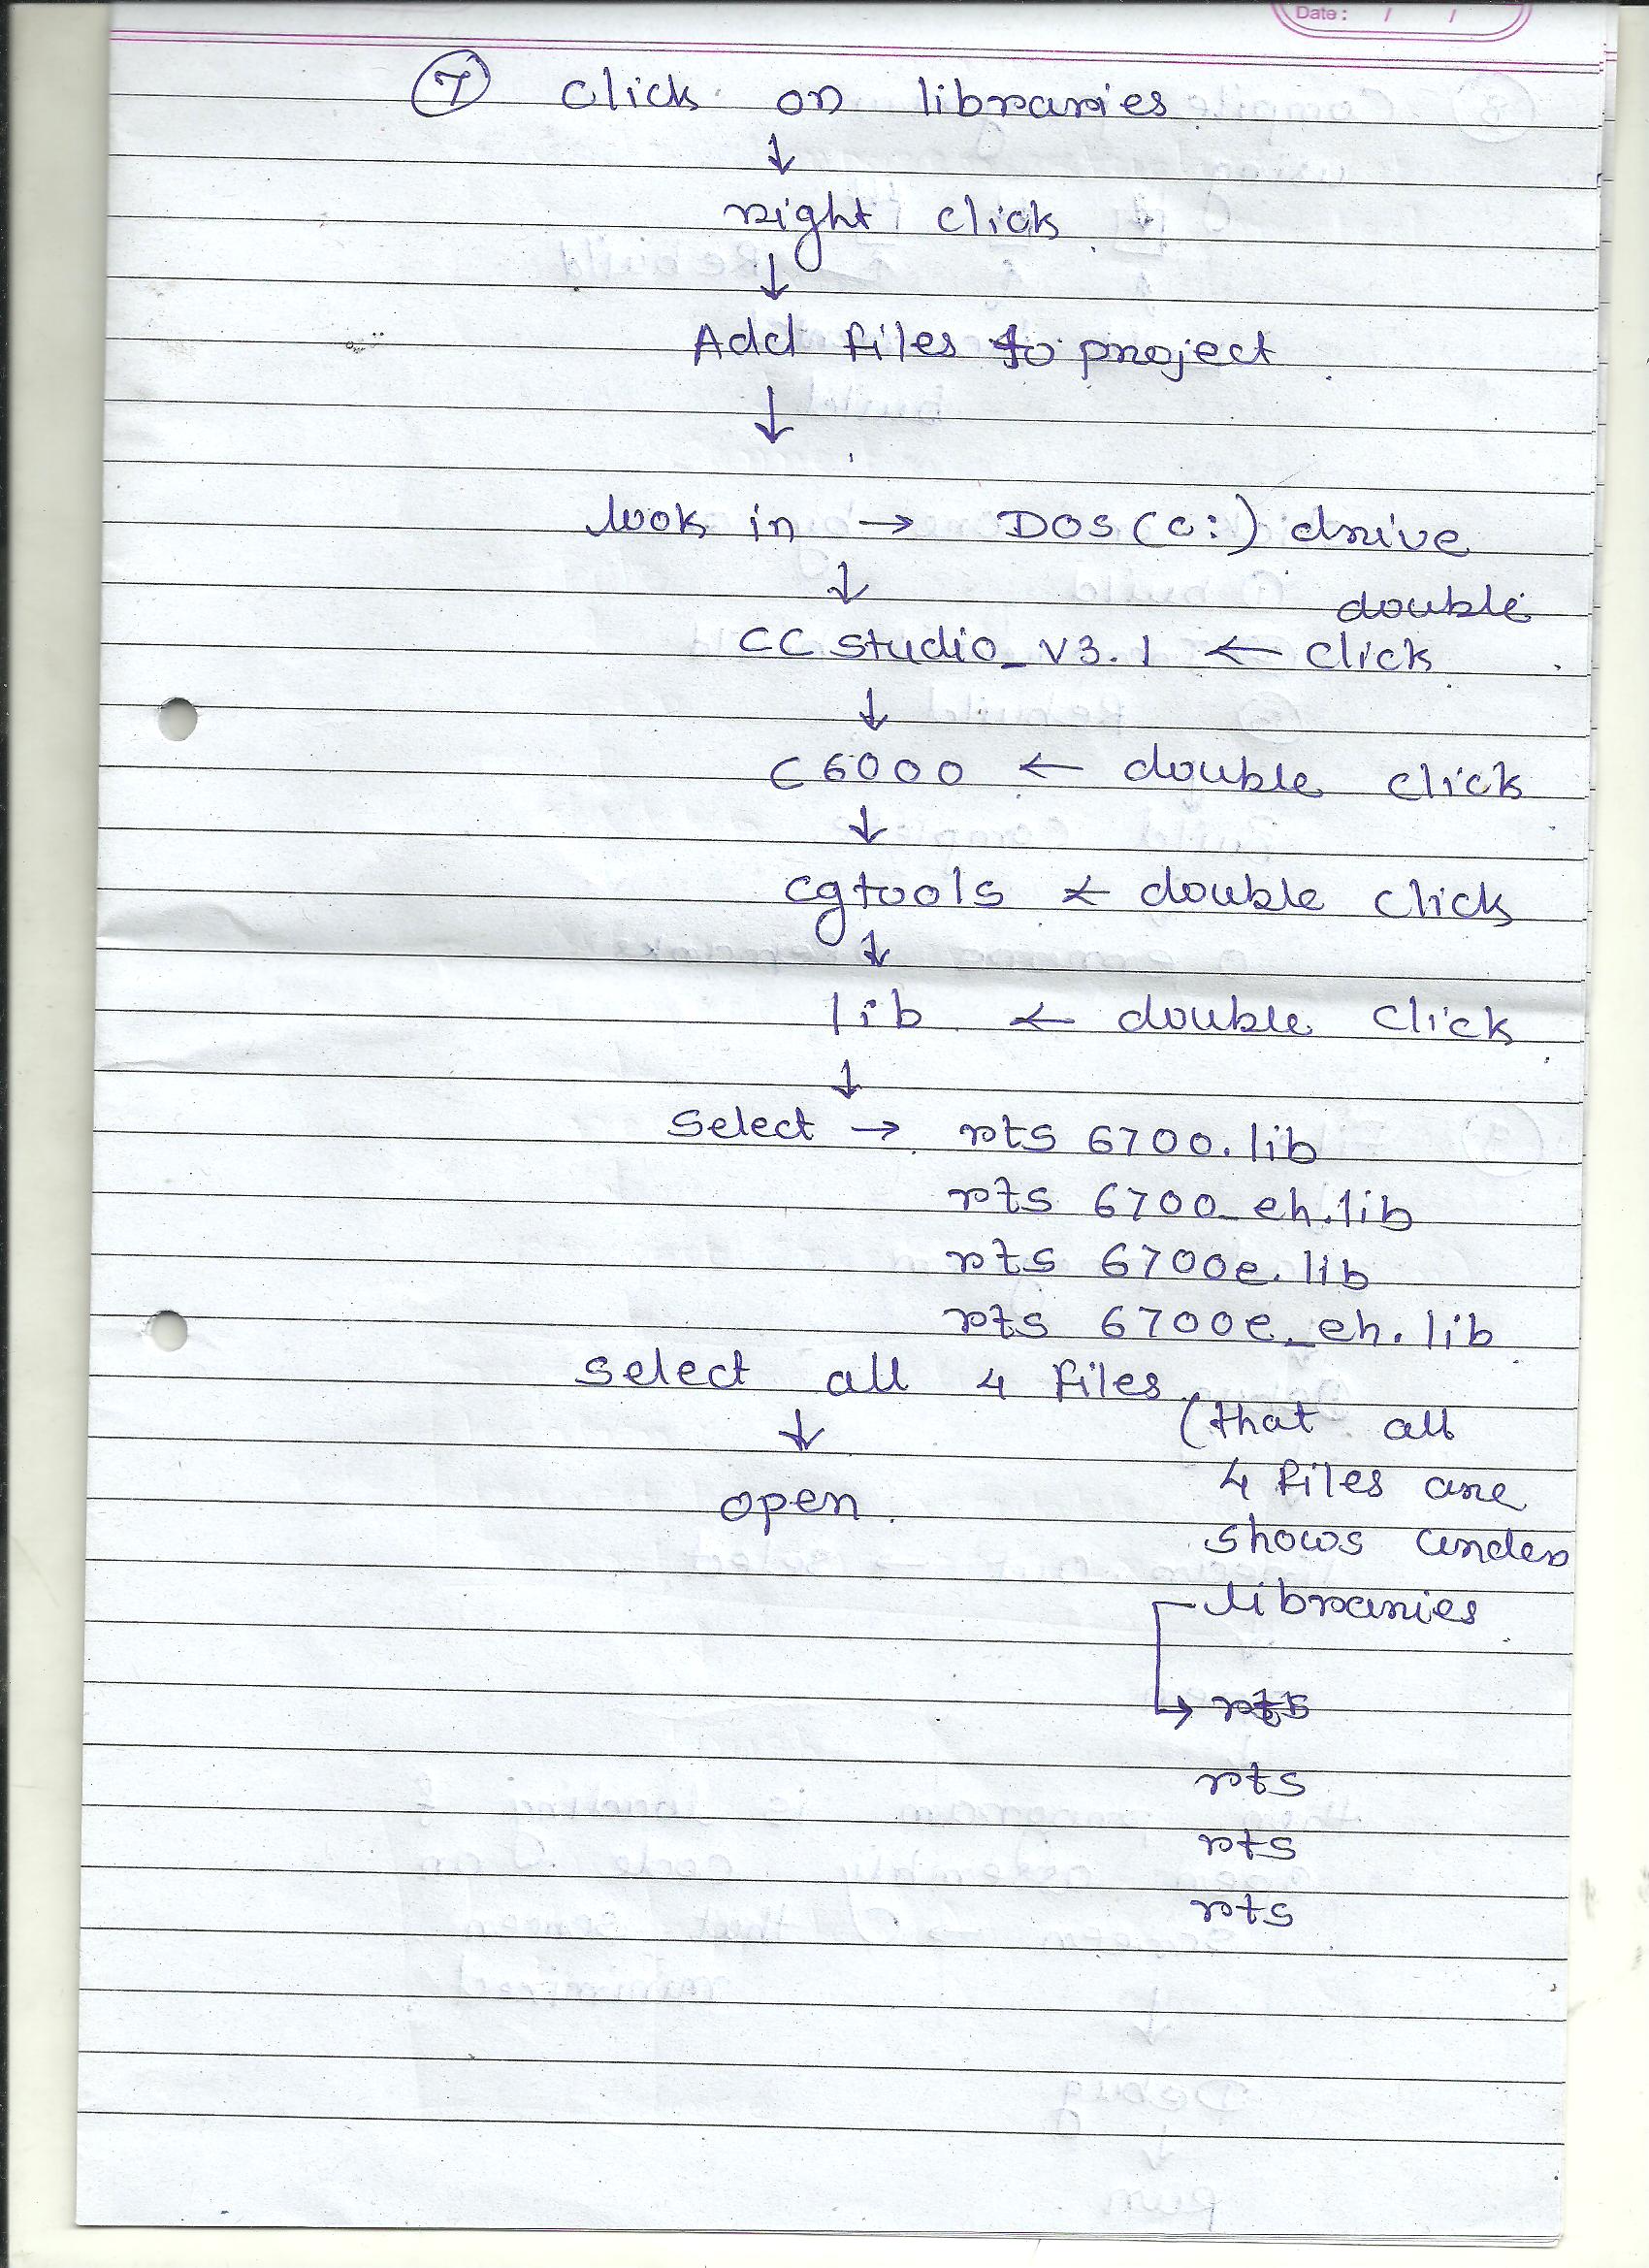 Date: / /
7 click on libraries
↓
right click
↓
Add files to project
↓
look in → DOS (c:) drive
↓
double
CC studio_v3.1 ← click
↓
C6000 ← double click
↓
cgtools ← double click
↓
lib ← double click
↓
Select → rts 6700.lib
rts 6700_eh.lib
rts 6700e.lib
rts 6700e_eh.lib
select all 4 files
↓
open.
(that all
4 files are
shows under
libraries
→ rts
rts
rts
rts